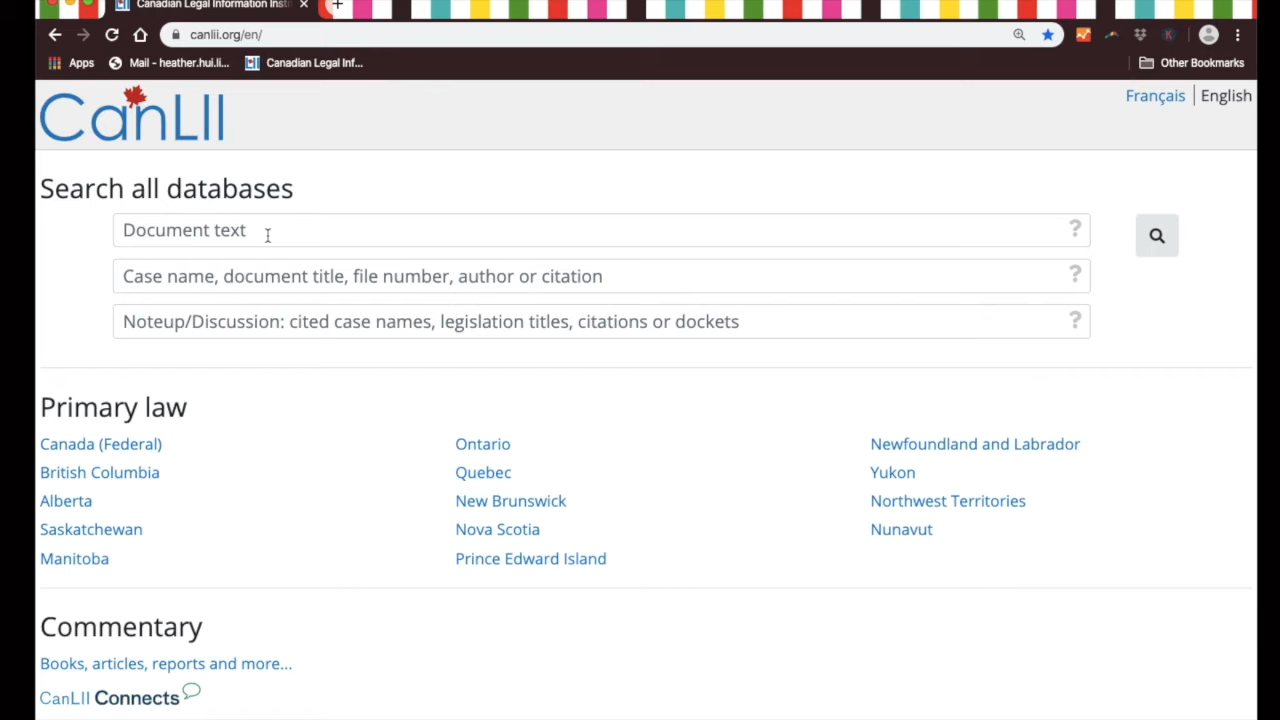 Canadian Legal Information Insti
canlii.org/en/
Apps
Mail - heather.hui.li...
Canadian Legal Inf...
Other Bookmarks
CanLII
Français
English
Search all databases
Document text
?
Case name, document title, file number, author or citation
?
Noteup/Discussion: cited case names, legislation titles, citations or dockets
?
Primary law
Canada (Federal)
Ontario
Newfoundland and Labrador
British Columbia
Quebec
Yukon
Alberta
New Brunswick
Northwest Territories
Saskatchewan
Nova Scotia
Nunavut
Manitoba
Prince Edward Island
Commentary
Books, articles, reports and more...
CanLII Connects